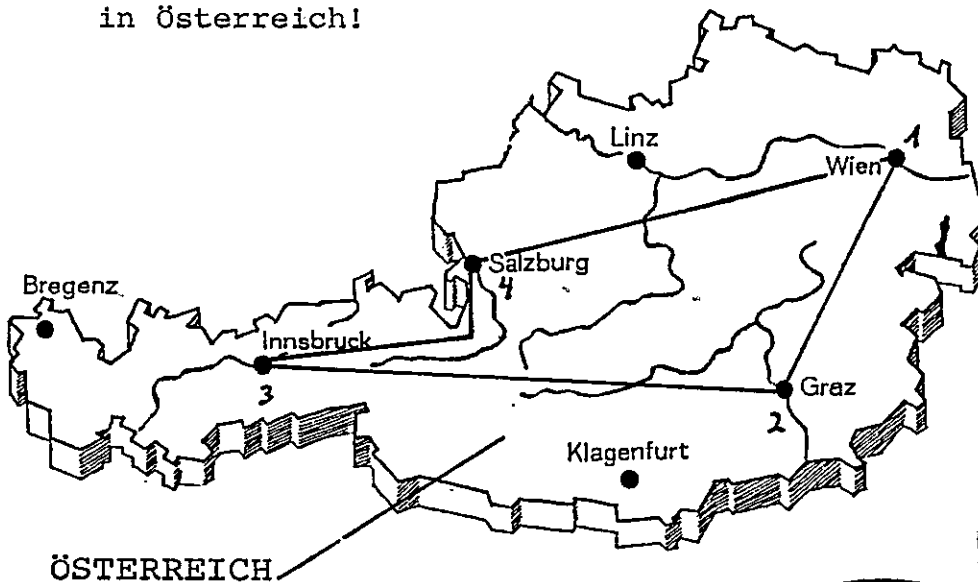 in Österreich!
Linz
1
Wien
Salzburg
4
Bregenz
Innsbruck
3
Graz
2
Klagenfurt
ÖSTERREICH